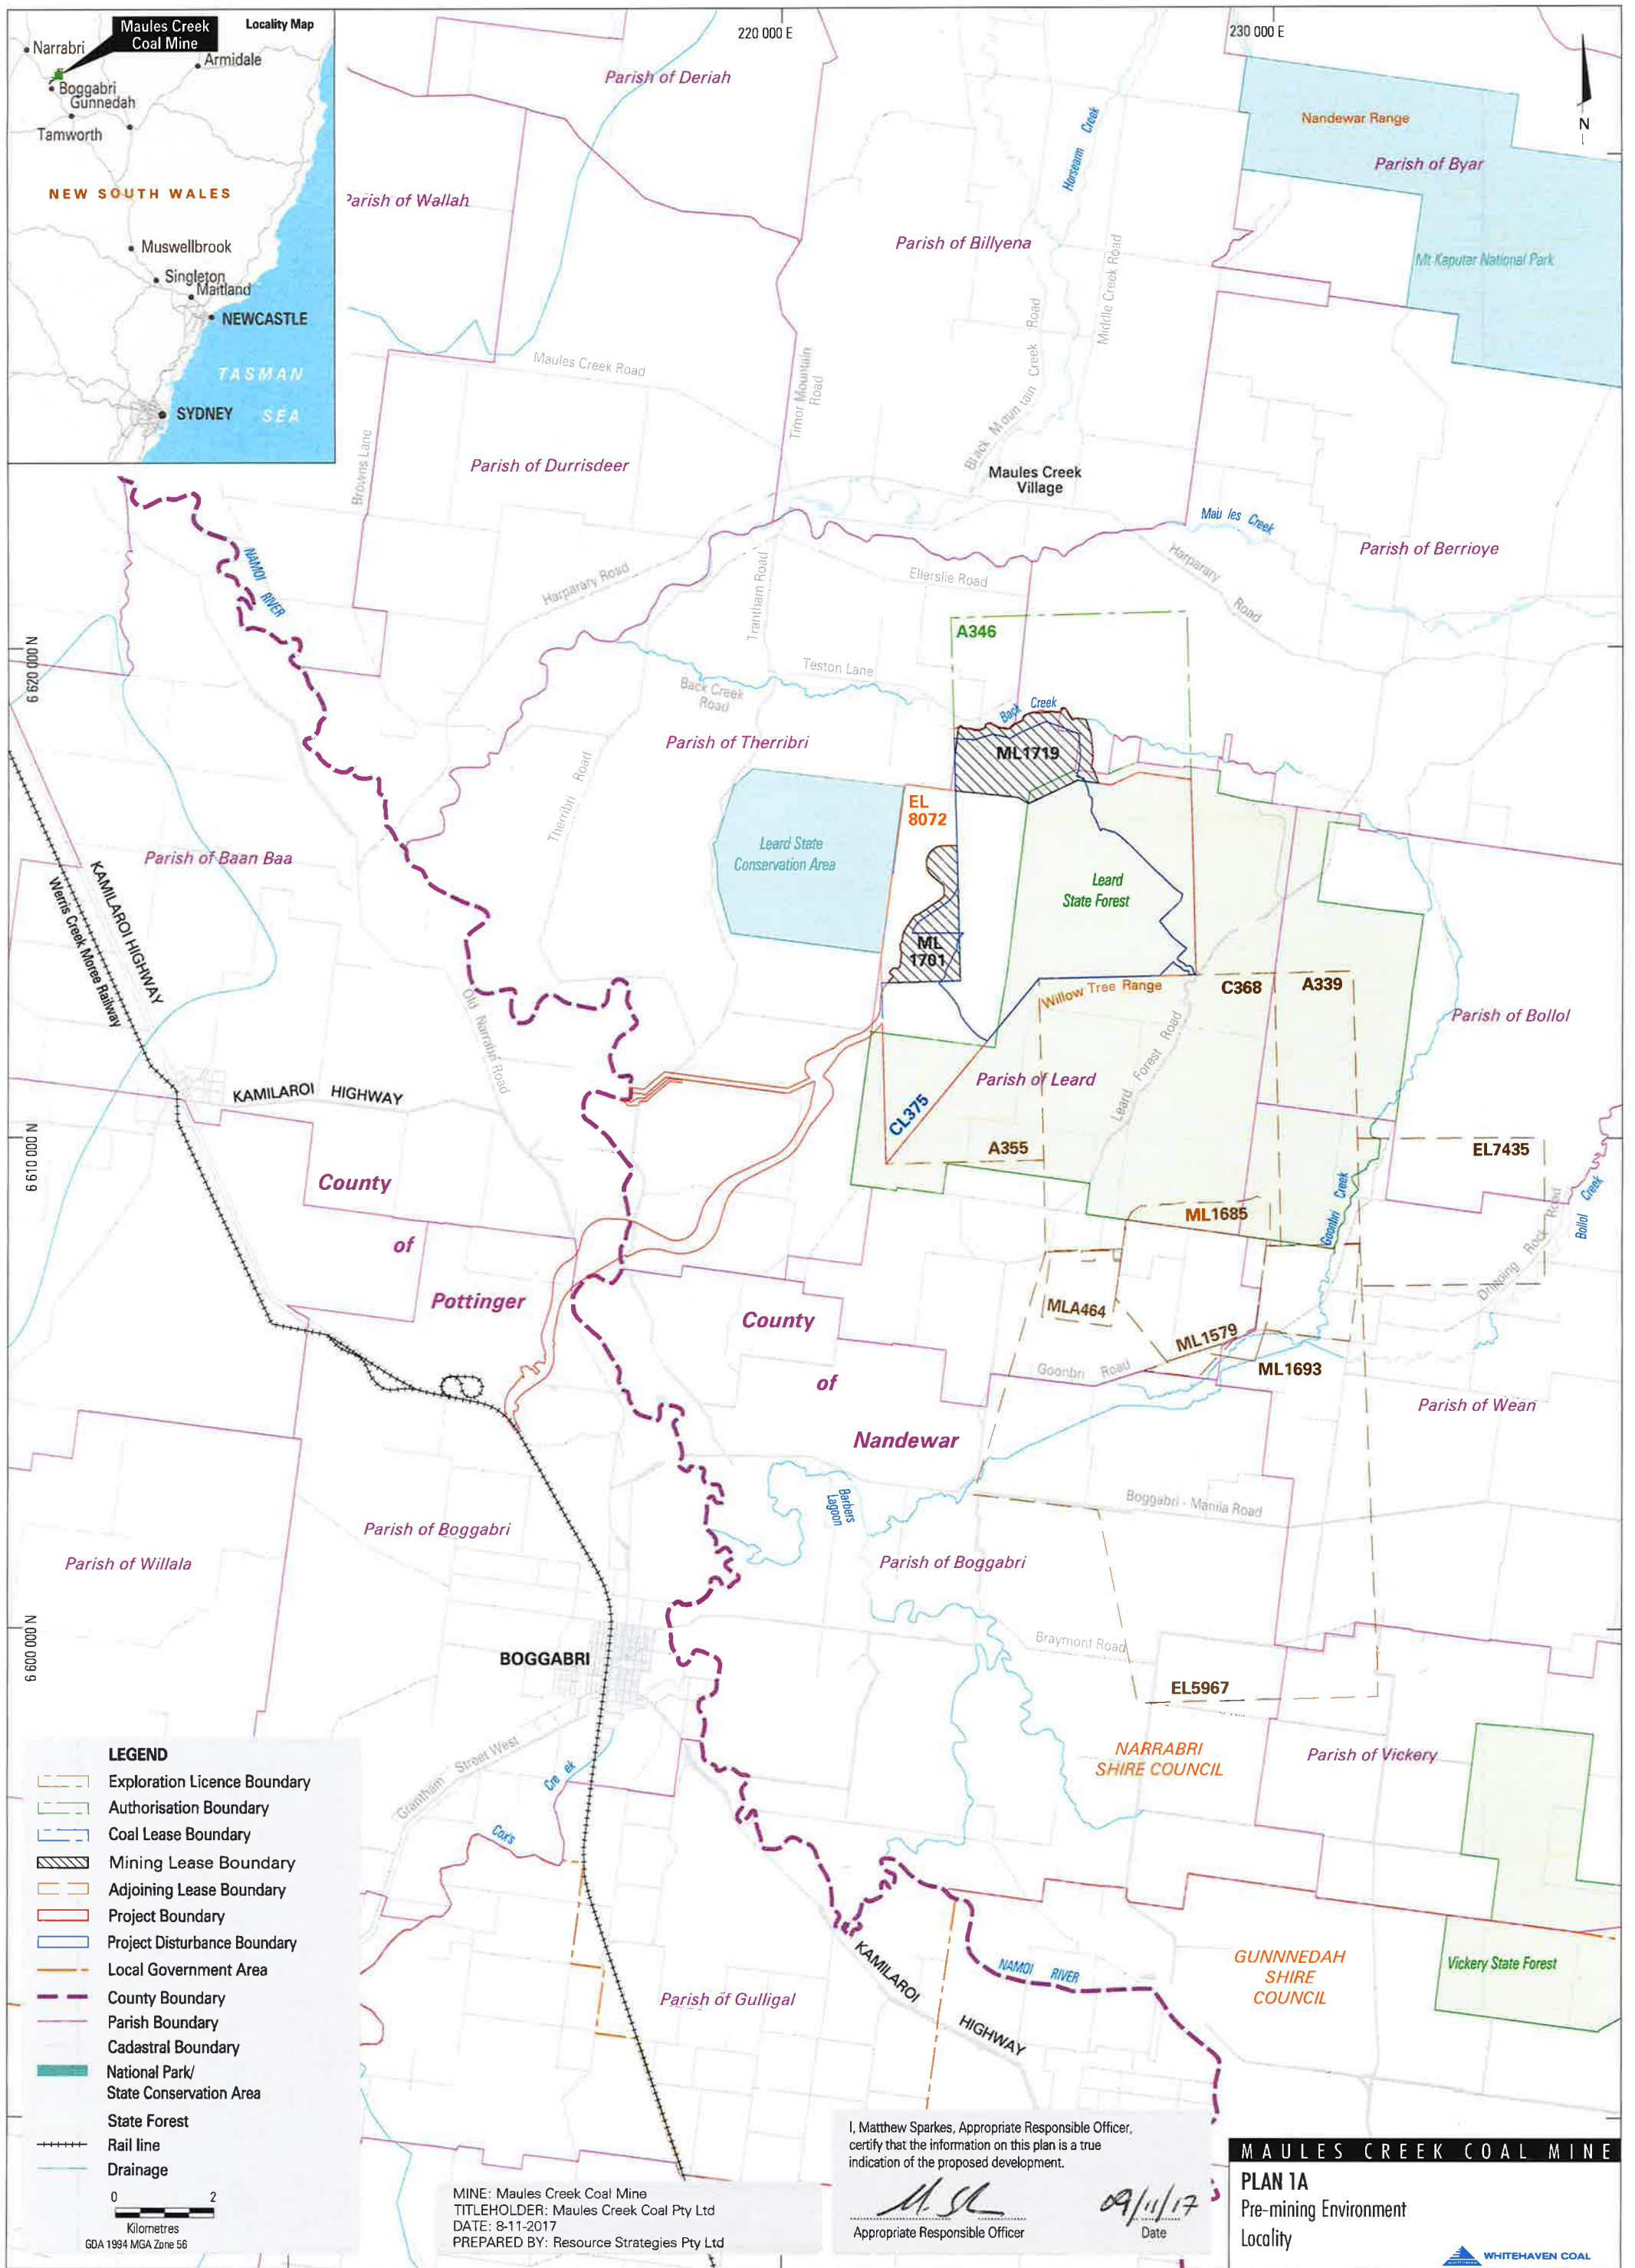 Maules Creek
Coal Mine
Locality Map
Narrabri
Armidale
Boggabri
Gunnedah
Tamworth
NEW SOUTH WALES
Muswellbrook
Singleton
Maitland
NEWCASTLE
TASMAN
SEA
SYDNEY
220 000 E
230 000 E
N
Parish of Deriah
Horsearm Creek
Nandewar Range
Parish of Byar
Parish of Wallah
Parish of Billyena
Middle Creek Road
Mt Kaputar National Park
Maules Creek Road
Timor Mountain
Road
Black Mountain Creek Road
Browns Lane
Parish of Durrisdeer
Maules Creek
Village
Maules Creek
Parish of Berrioye
NAMOI RIVER
Harparary Road
Trantham Road
Ellerslie Road
Harparary Road
6 620 000 N
A346
Teston Lane
Back Creek
Road
Back Creek
Parish of Therribri
ML1719
Therribri Road
EL
8072
Leard State
Conservation Area
Parish of Baan Baa
Leard
State Forest
KAMILAROI HIGHWAY
Werris Creek Moree Railway
ML
1701
Willow Tree Range
C368
A339
Parish of Bollol
Old Narrabri Road
KAMILAROI HIGHWAY
Parish of Leard
Leard Forest Road
CL375
A355
EL7435
6 610 000 N
County
of
Pottinger
ML1685
Goonbri Creek
Bollol Creek
Dripping Rock Road
MLA464
County
of
Nandewar
ML1579
ML1693
Goonbri Road
Parish of Wean
Barbers
Lagoon
Boggabri - Manila Road
Parish of Boggabri
Parish of Willala
Parish of Boggabri
6 600 000 N
Braymont Road
BOGGABRI
EL5967
NARRABRI
SHIRE COUNCIL
Parish of Vickery
Grantham Street West
Cox's Creek
KAMILAROI HIGHWAY
NAMOI RIVER
GUNNNEDAH
SHIRE
COUNCIL
Vickery State Forest
Parish of Gulligal
LEGEND
Exploration Licence Boundary
Authorisation Boundary
Coal Lease Boundary
Mining Lease Boundary
Adjoining Lease Boundary
Project Boundary
Project Disturbance Boundary
Local Government Area
County Boundary
Parish Boundary
Cadastral Boundary
National Park/
State Conservation Area
State Forest
Rail line
Drainage
0 2
Kilometres
GDA 1994 MGA Zone 56
MINE: Maules Creek Coal Mine
TITLEHOLDER: Maules Creek Coal Pty Ltd
DATE: 8-11-2017
PREPARED BY: Resource Strategies Pty Ltd
I, Matthew Sparkes, Appropriate Responsible Officer,
certify that the information on this plan is a true
indication of the proposed development.
09/11/17
Appropriate Responsible Officer
Date
MAULES CREEK COAL MINE
PLAN 1A
Pre-mining Environment
Locality
WHITEHAVEN COAL